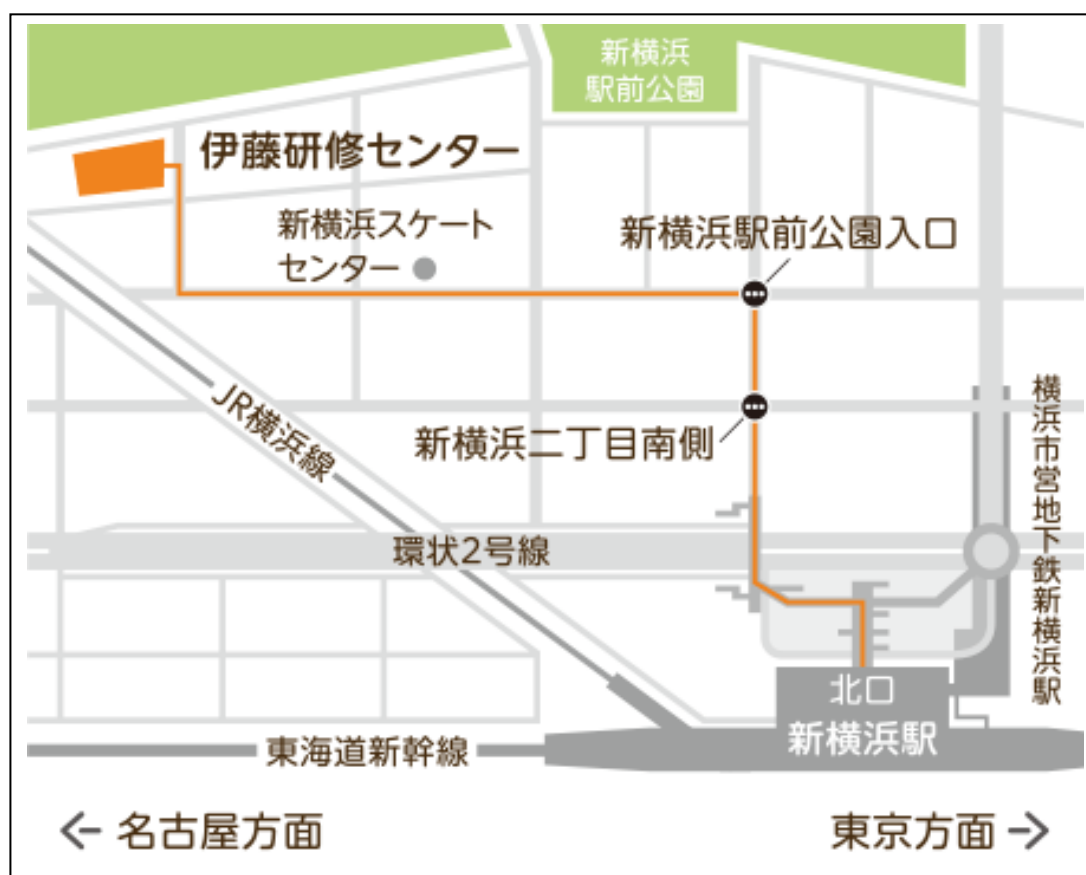 新横浜
駅前公園
伊藤研修センター
新横浜スケート
センター
新横浜駅前公園入口
新横浜二丁目南側
JR横浜線
横浜市営地下鉄新横浜駅
環状2号線
北口
新横浜駅
東海道新幹線
← 名古屋方面
東京方面 →